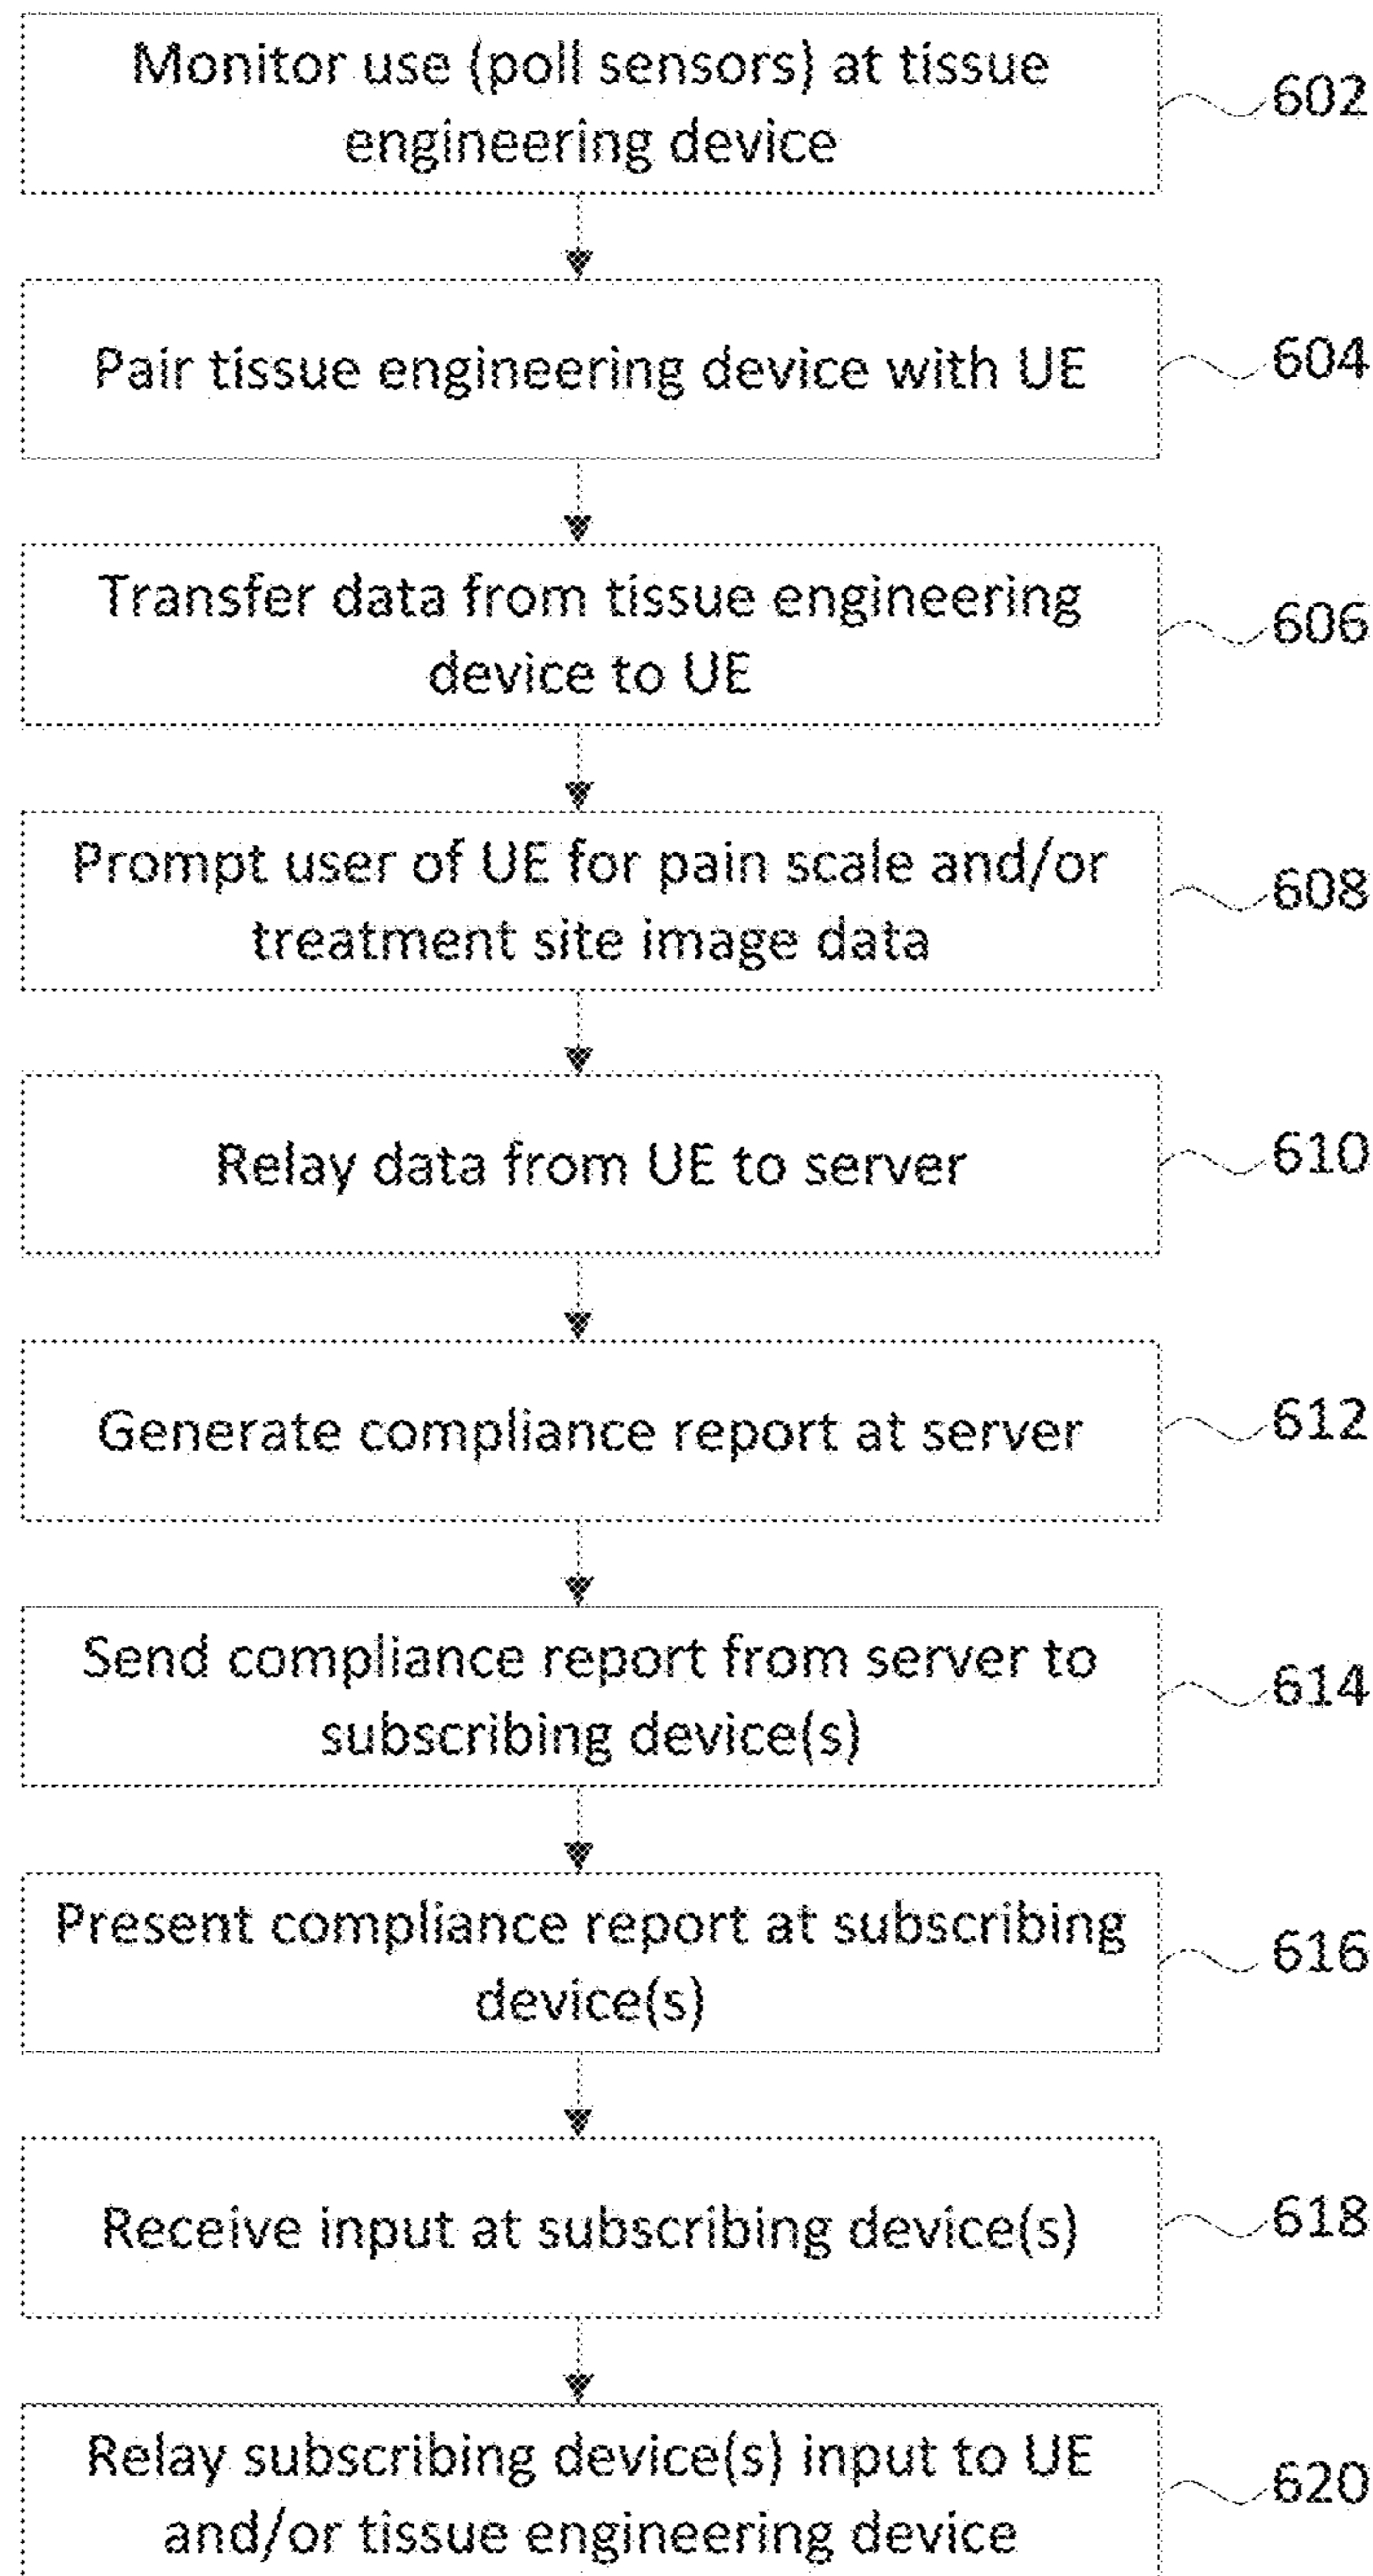 Monitor use (poll sensors) at tissue
engineering device
602
Pair tissue engineering device with UE
604
Transfer data from tissue engineering
device to UE
606
Prompt user of UE for pain scale and/or
treatment site image data
608
Relay data from UE to server
610
Generate compliance report at server
612
Send compliance report from server to
subscribing device(s)
614
Present compliance report at subscribing
device(s)
616
Receive input at subscribing device(s)
618
Relay subscribing device(s) input to UE
and/or tissue engineering device
620